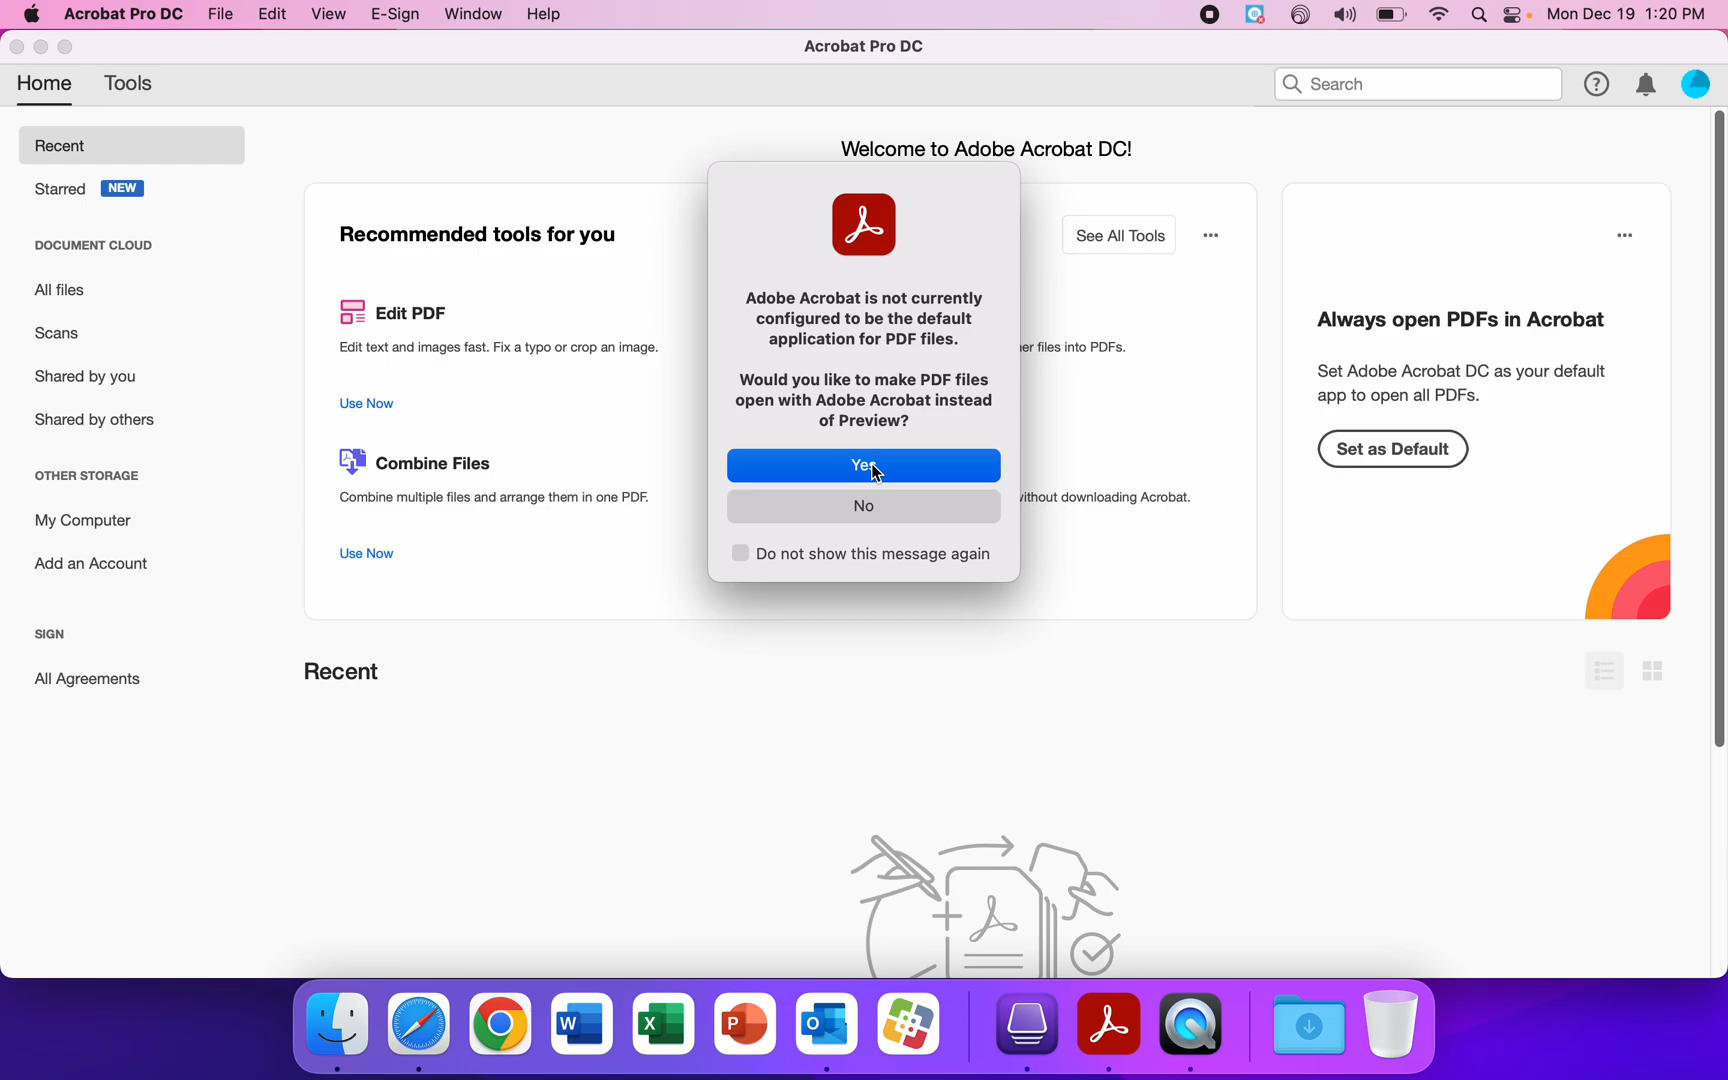 Acrobat Pro DC File Edit View E-Sign Window Help Mon Dec 19 1:20 PM
Acrobat Pro DC
Home Tools Search
Recent
Starred NEW
DOCUMENT CLOUD
All files
Scans
Shared by you
Shared by others
OTHER STORAGE
My Computer
Add an Account
SIGN
All Agreements
Welcome to Adobe Acrobat DC!
Recommended tools for you
See All Tools
Edit PDF
Edit text and images fast. Fix a typo or crop an image.
Use Now
Combine Files
Combine multiple files and arrange them in one PDF.
Use Now
files into PDFs.
downloading Acrobat.
Adobe Acrobat is not currently
configured to be the default
application for PDF files.
Would you like to make PDF files
open with Adobe Acrobat instead
of Preview?
Yes
No
Do not show this message again
Always open PDFs in Acrobat
Set Adobe Acrobat DC as your default
app to open all PDFs.
Set as Default
Recent
W
X
P
O